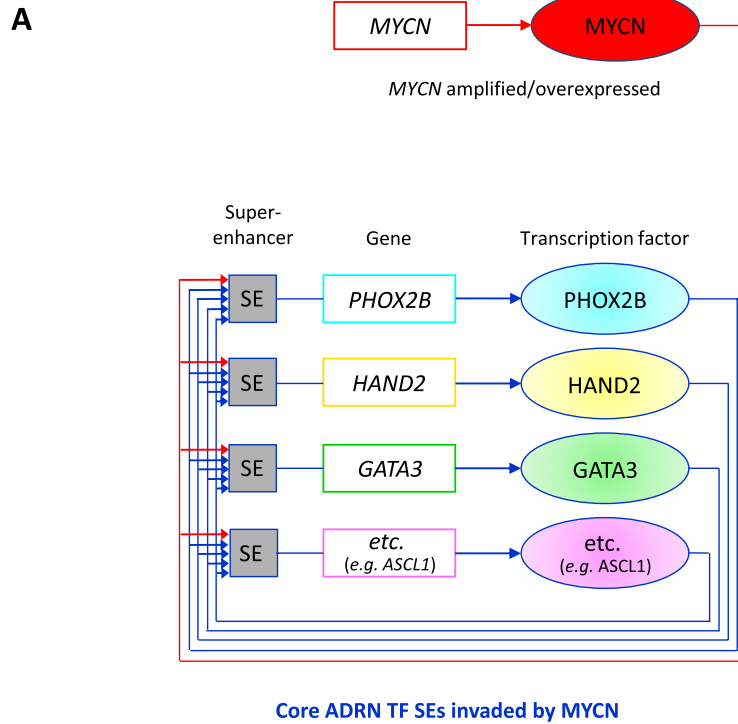 A
MYCN MYCN
MYCN amplified/overexpressed
Super-
enhancer Gene Transcription factor
SE PHOX2B PHOX2B
SE HAND2 HAND2
SE GATA3 GATA3
SE etc. etc.
(e.g. ASCL1) (e.g. ASCL1)
Core ADRN TF SEs invaded by MYCN